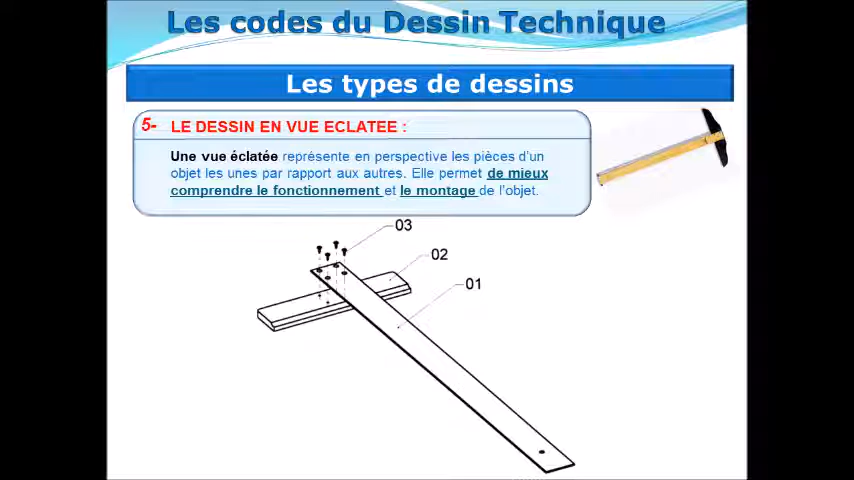 Les codes du Dessin Technique
Les types de dessins
5- LE DESSIN EN VUE ECLATEE :
Une vue éclatée représente en perspective les pièces d'un
objet les unes par rapport aux autres. Elle permet de mieux
comprendre le fonctionnement et le montage de l'objet.
03
02
01